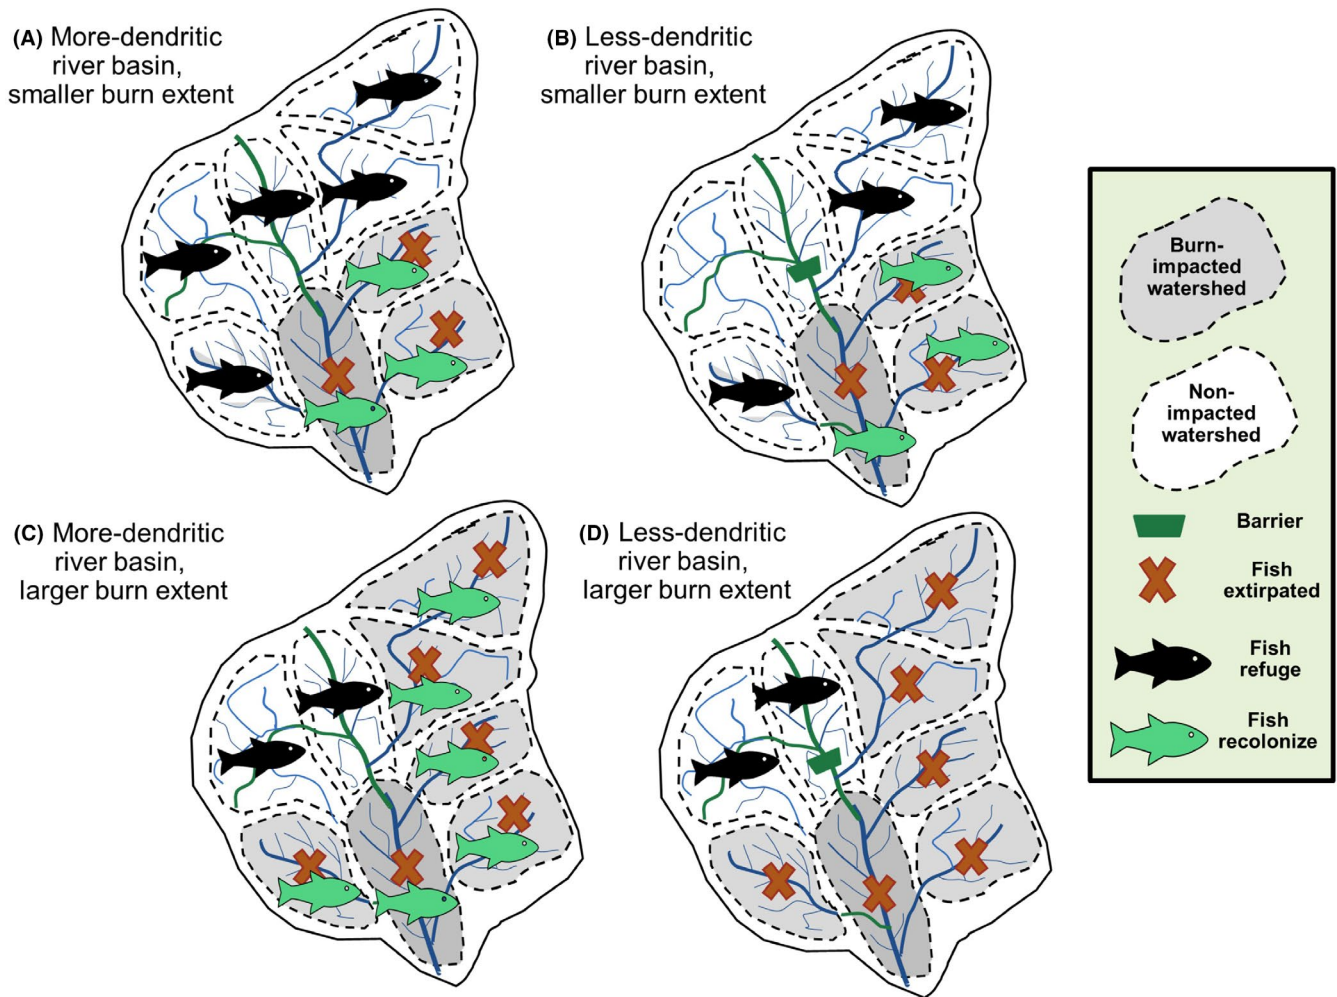 (A) More-dendritic
river basin,
smaller burn extent
(B) Less-dendritic
river basin,
smaller burn extent
(C) More-dendritic
river basin,
larger burn extent
(D) Less-dendritic
river basin,
larger burn extent
Burn-
impacted
watershed
Non-
impacted
watershed
Barrier
Fish
extirpated
Fish
refuge
Fish
recolonize